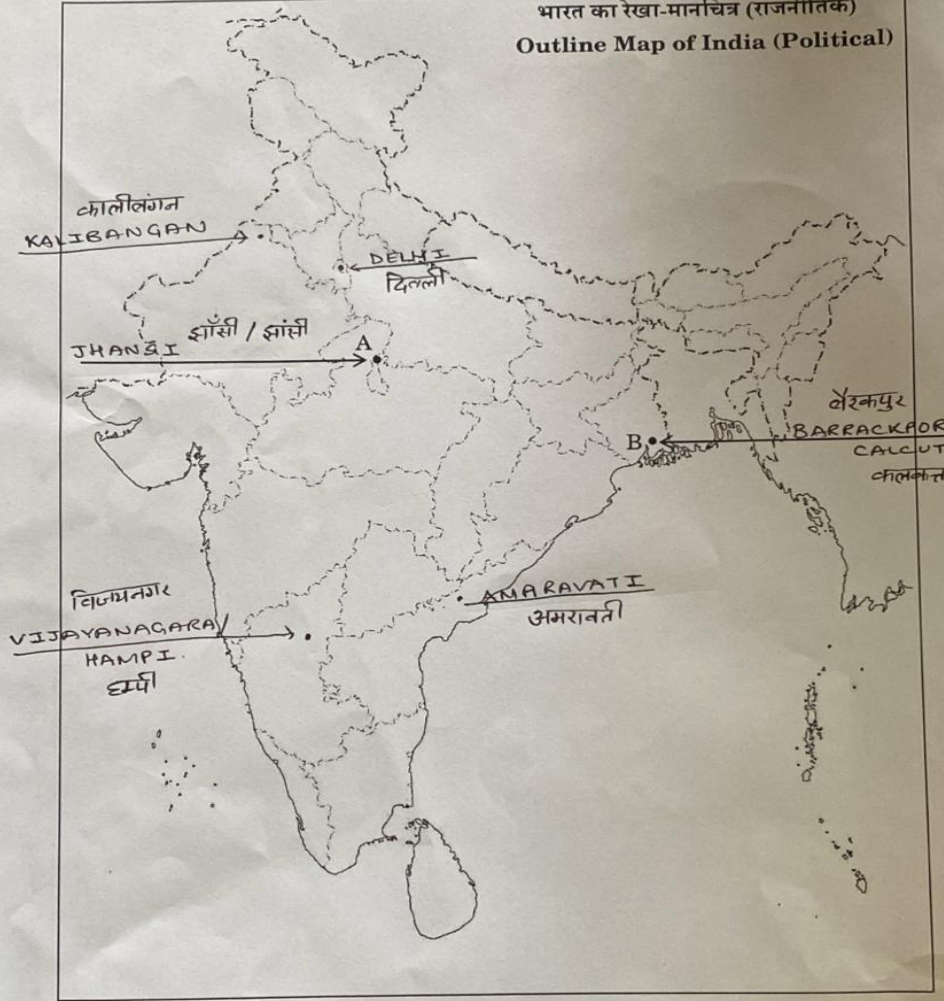 भारत का रेखा-मानचित्र (राजनीतिक)
Outline Map of India (Political)
कालीबंगन
KALIBANGAN
DELHI
दिल्ली
झाँसी / झांसी
JHANSI
A
बैरकपुर
B
BARRACKPOR
CALCUT
कलकत्त
विजयनगर
VIJAYANAGARA/
HAMPI.
हम्पी
AMARAVATI
अमरावती